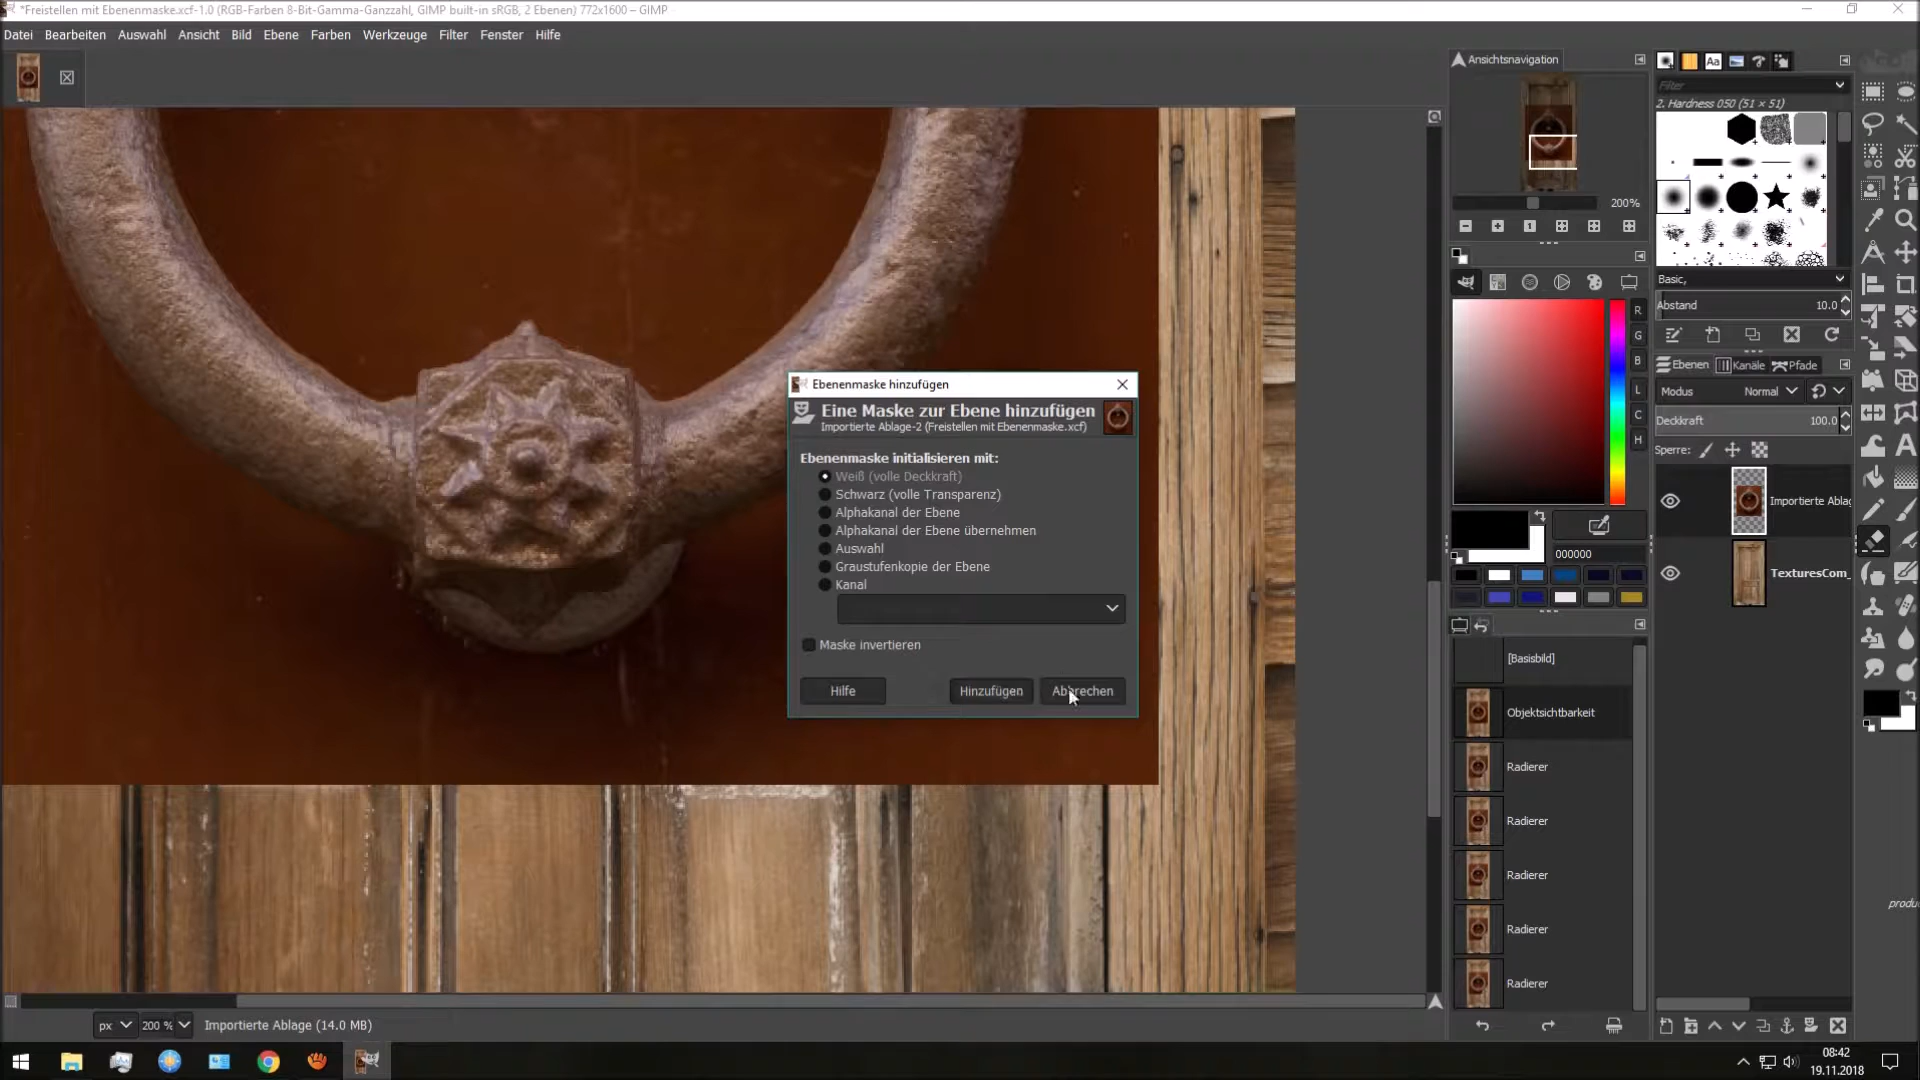 *Freistellen mit Ebenenmaske.xcf-1.0 (RGB-Farben 8-Bit-Gamma-Ganzzahl, GIMP built-in sRGB, 2 Ebenen) 772x1600 – GIMP
Datei Bearbeiten Auswahl Ansicht Bild Ebene Farben Werkzeuge Filter Fenster Hilfe
Ansichtsnavigation
200%
Filter
2. Hardness 050 (51 × 51)
Basic,
Abstand 10.0
R
G
B
L
C
H
000000
Ebenen Kanäle Pfade
Modus Normal
Deckkraft 100.0
Sperre:
Importierte Ablag
TexturesCom_
Ebenenmaske hinzufügen
Eine Maske zur Ebene hinzufügen
Importierte Ablage-2 (Freistellen mit Ebenenmaske.xcf)
Ebenenmaske initialisieren mit:
Weiß (volle Deckkraft)
Schwarz (volle Transparenz)
Alphakanal der Ebene
Alphakanal der Ebene übernehmen
Auswahl
Graustufenkopie der Ebene
Kanal
Maske invertieren
Hilfe Hinzufügen Abbrechen
[Basisbild]
Objektsichtbarkeit
Radierer
Radierer
Radierer
Radierer
Radierer
produ
px 200 % Importierte Ablage (14.0 MB)
08:42
19.11.2018